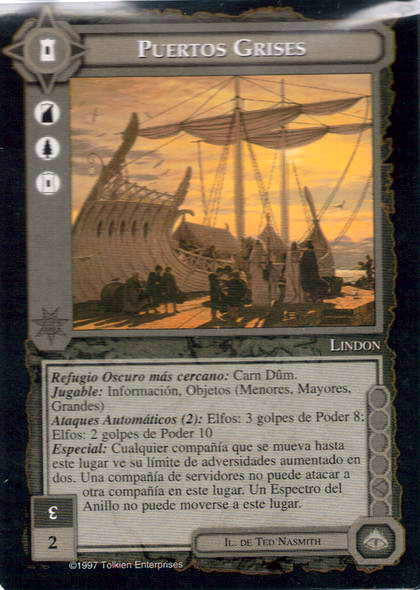 PUERTOS GRISES
LINDON
Refugio Oscuro más cercano: Carn Dûm.
Jugable: Información, Objetos (Menores, Mayores,
Grandes)
Ataques Automáticos (2): Elfos: 3 golpes de Poder 8;
Elfos: 2 golpes de Poder 10
Especial: Cualquier compañía que se mueva hasta
este lugar ve su límite de adversidades aumentado en
dos. Una compañía de servidores no puede atacar a
otra compañía en este lugar. Un Espectro del
Anillo no puede moverse a este lugar.
2
IL. DE TED NASMITH
©1997 Tolkien Enterprises